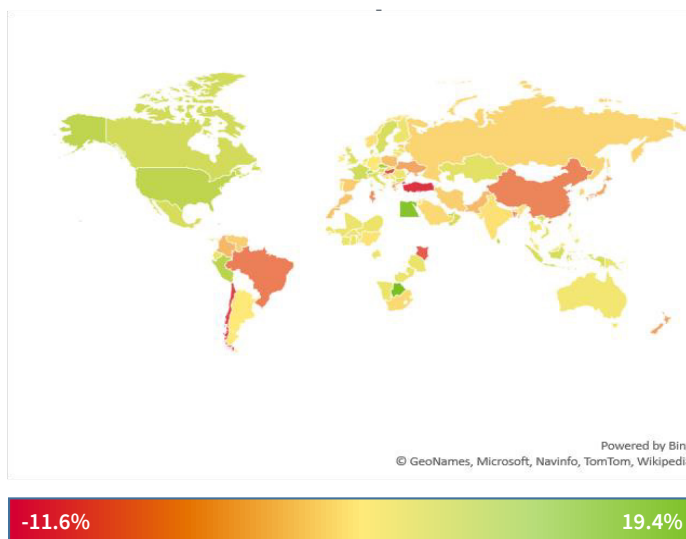 Powered by Bin
© GeoNames, Microsoft, Navinfo, TomTom, Wikipedi
-11.6% 19.4%